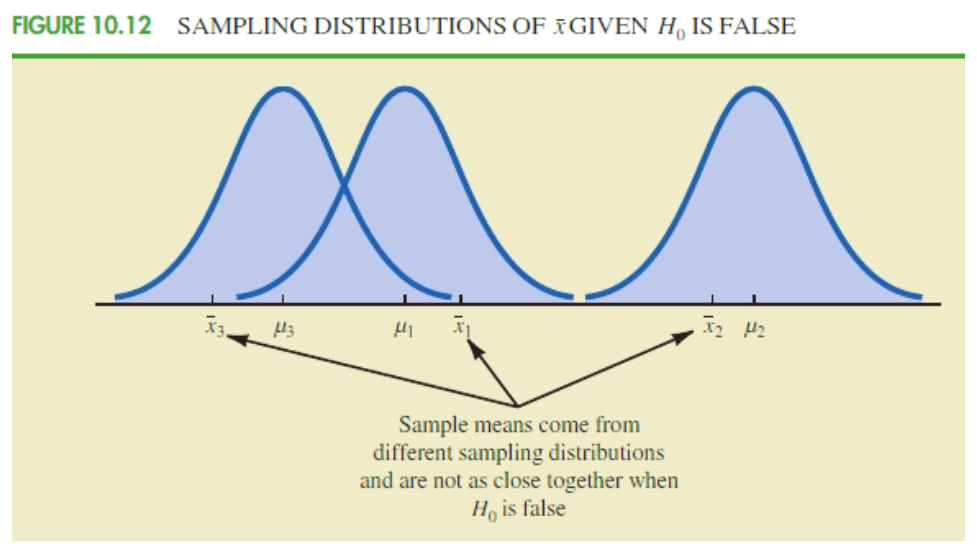 FIGURE 10.12 SAMPLING DISTRIBUTIONS OF x̄ GIVEN H₀ IS FALSE
x̄₃ μ₃ μ₁ x̄₁ x̄₂ μ₂
Sample means come from
different sampling distributions
and are not as close together when
H₀ is false